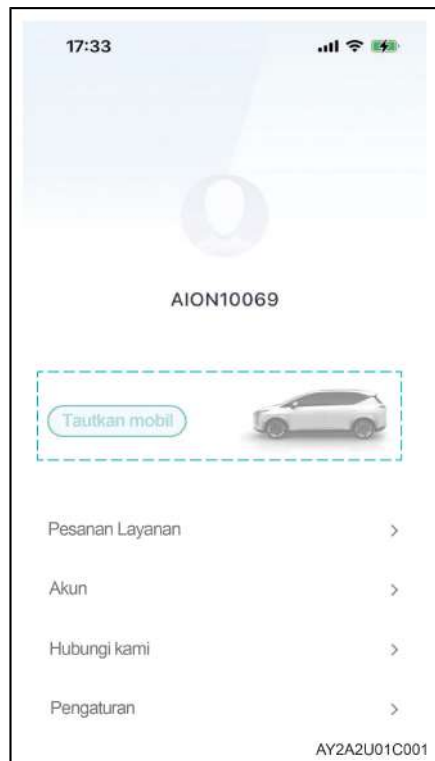 17:33
AION10069
Tautkan mobil
Pesanan Layanan
Akun
Hubungi kami
Pengaturan
AY2A2U01C001